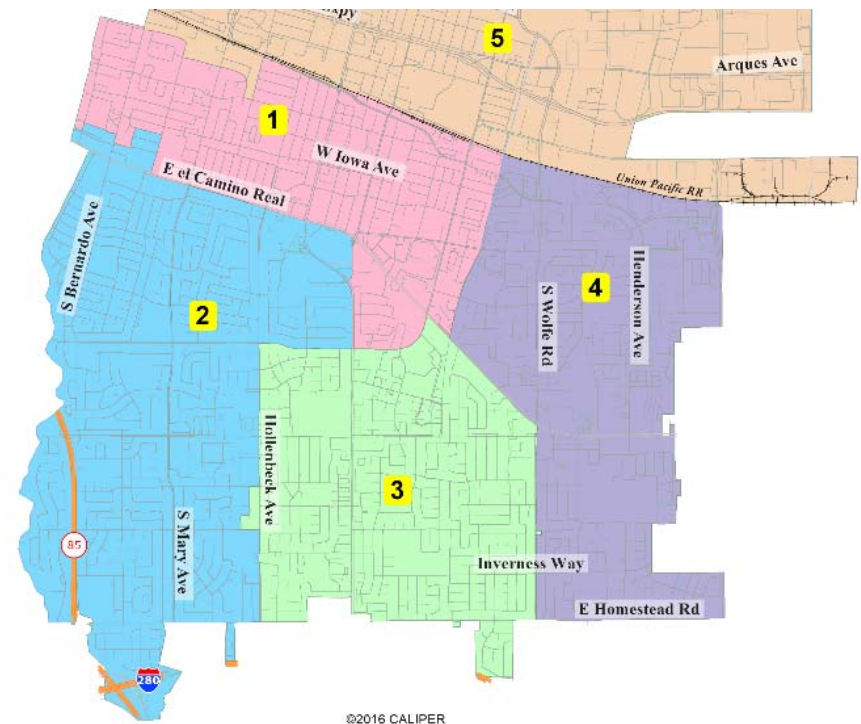 5
Arques Ave
1
W Iowa Ave
E el Camino Real
Union Pacific RR
S Bernardo Ave
2
S Wolfe Rd
4
Henderson Ave
Hollenbeck Ave
3
S Mary Ave
85
Inverness Way
E Homestead Rd
280
©2016 CALIPER